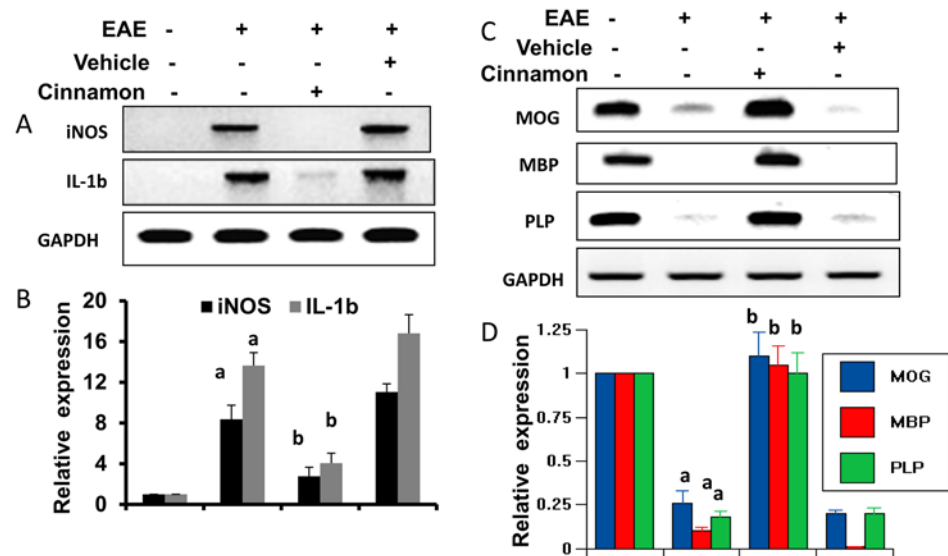 EAE - + + +
Vehicle - - - +
Cinnamon - - + -
A
iNOS
IL-1b
GAPDH
B
iNOS IL-1b
Relative expression
20
16
12
8
4
0
a a
b b
C
EAE - + + +
Vehicle - - - +
Cinnamon - - + -
MOG
MBP
PLP
GAPDH
D
Relative expression
1.25
1
0.75
0.5
0.25
0
a a a
b b b
MOG
MBP
PLP